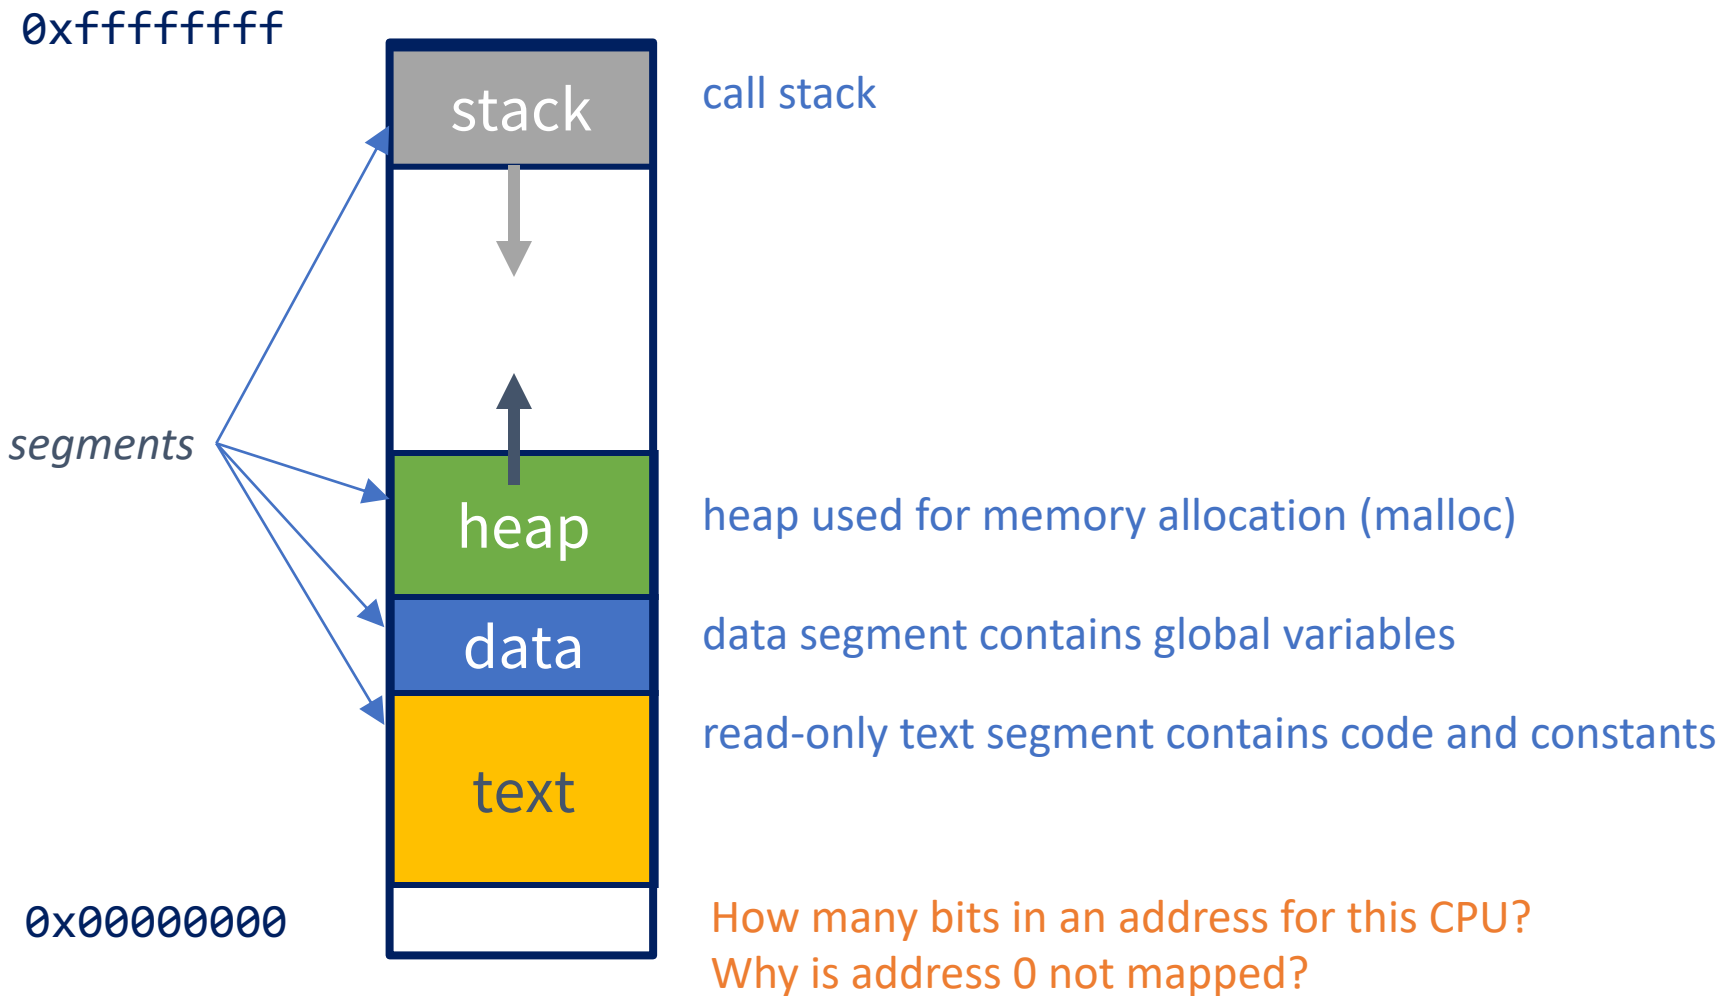 0xffffffff
stack
call stack
segments
heap
heap used for memory allocation (malloc)
data
data segment contains global variables
read-only text segment contains code and constants
text
0x00000000
How many bits in an address for this CPU?
Why is address 0 not mapped?